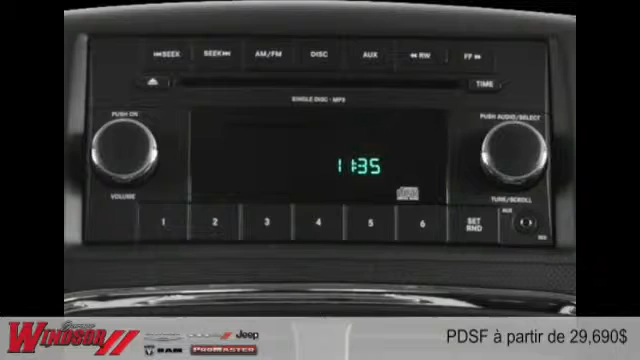 ⏮SEEK SEEK⏭ AM/FM DISC AUX ◂◂ RW FF ▸▸
TIME
SINGLE DISC · MP3
PUSH ON
PUSH AUDIO/SELECT
11:35
VOLUME
TUNE/SCROLL
1 2 3 4 5 6 SET RND
AUX
Garage
WINDSOR
Jeep
RAM PROMASTER
PDSF à partir de 29,690$